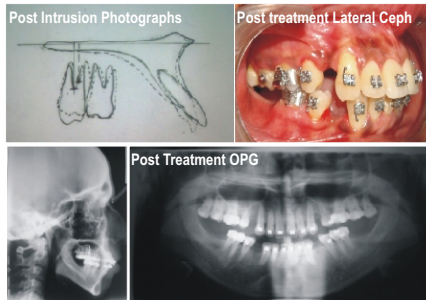 Post Intrusion Photographs
Post treatment Lateral Ceph
Post Treatment OPG